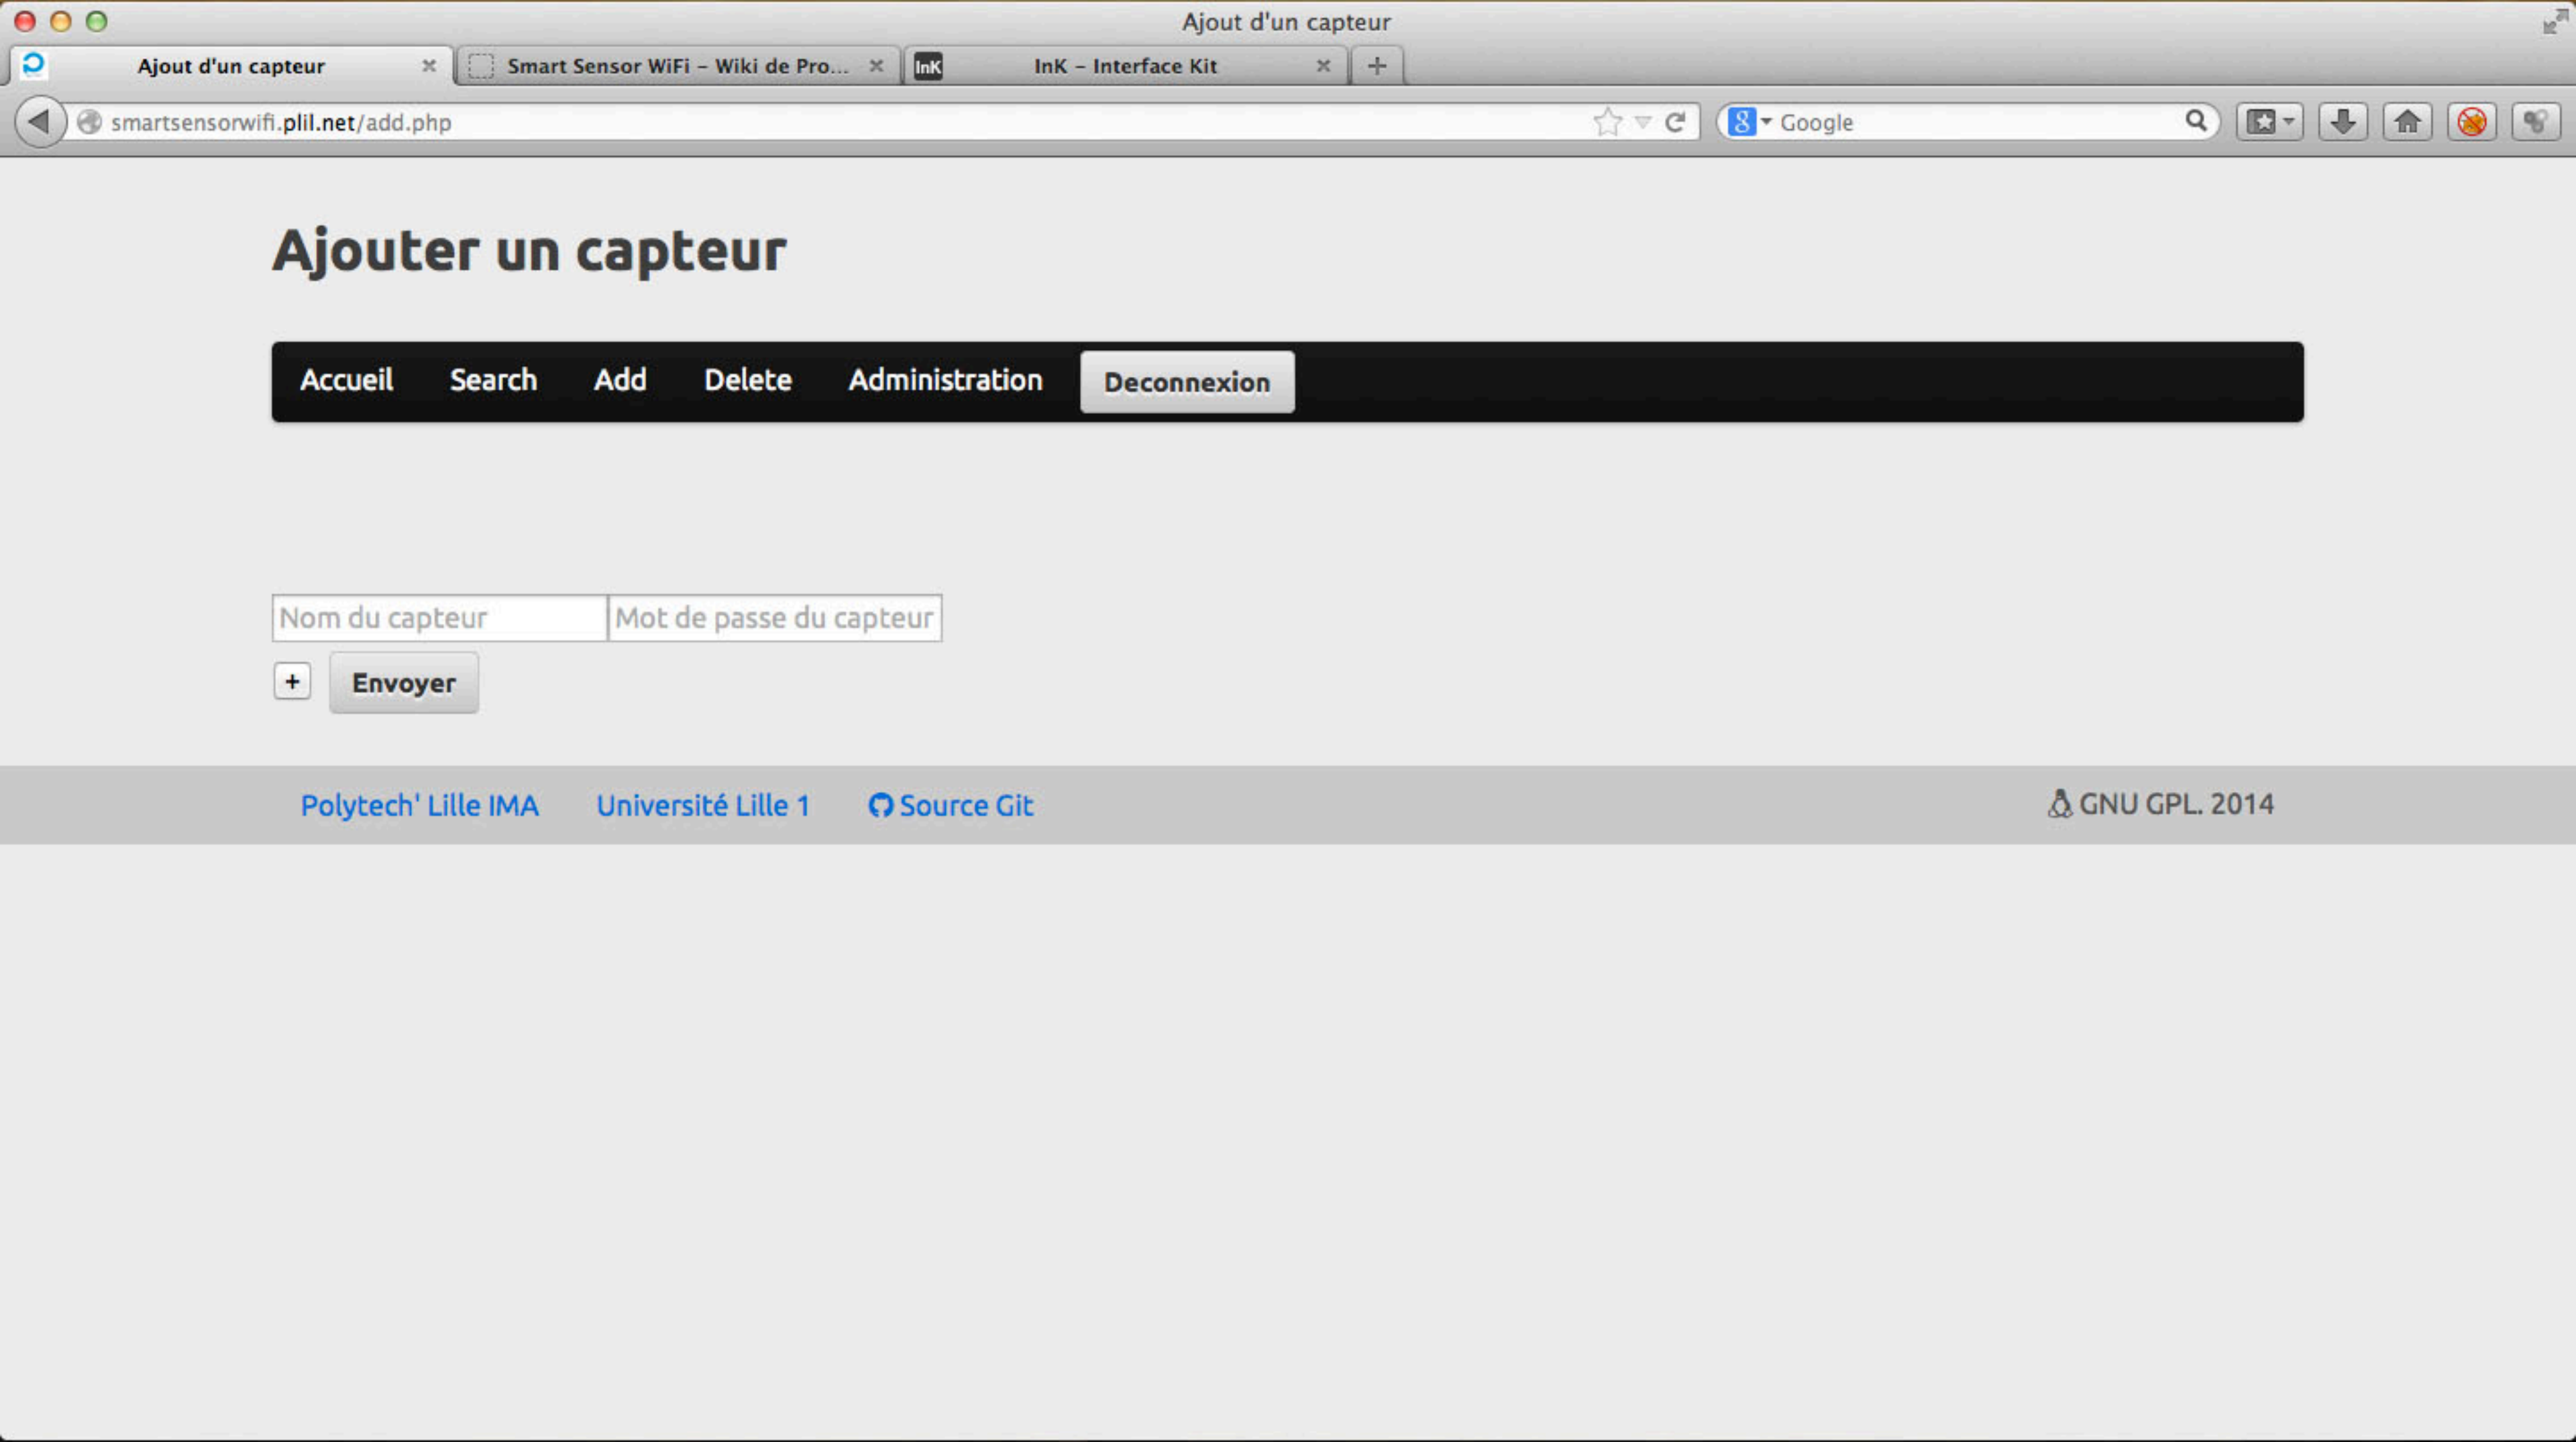 Ajout d'un capteur
Ajout d'un capteur
Smart Sensor WiFi – Wiki de Pro...
InK
InK – Interface Kit
smartsensorwifi.plil.net/add.php
8
Google
Ajouter un capteur
Accueil Search Add Delete Administration Deconnexion
Nom du capteur Mot de passe du capteur
+ Envoyer
Polytech' Lille IMA Université Lille 1 Source Git GNU GPL. 2014